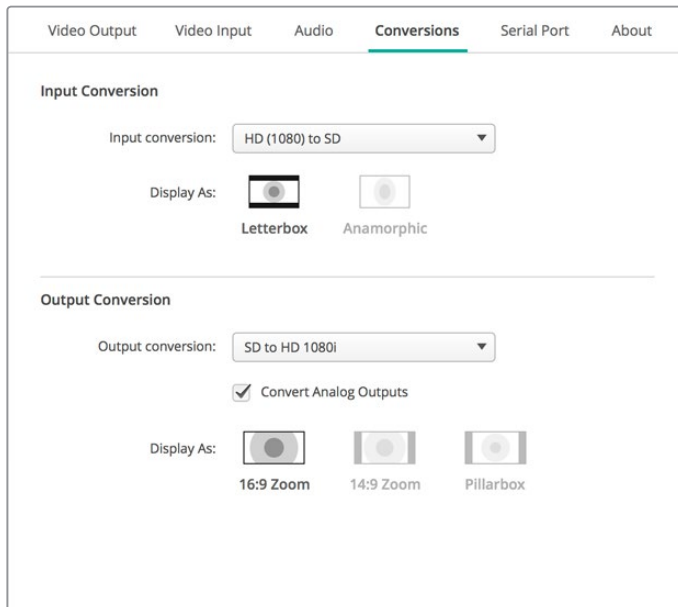 Video Output Video Input Audio Conversions Serial Port About
Input Conversion
Input conversion: HD (1080) to SD
Display As:
Letterbox Anamorphic
Output Conversion
Output conversion: SD to HD 1080i
Convert Analog Outputs
Display As:
16:9 Zoom 14:9 Zoom Pillarbox